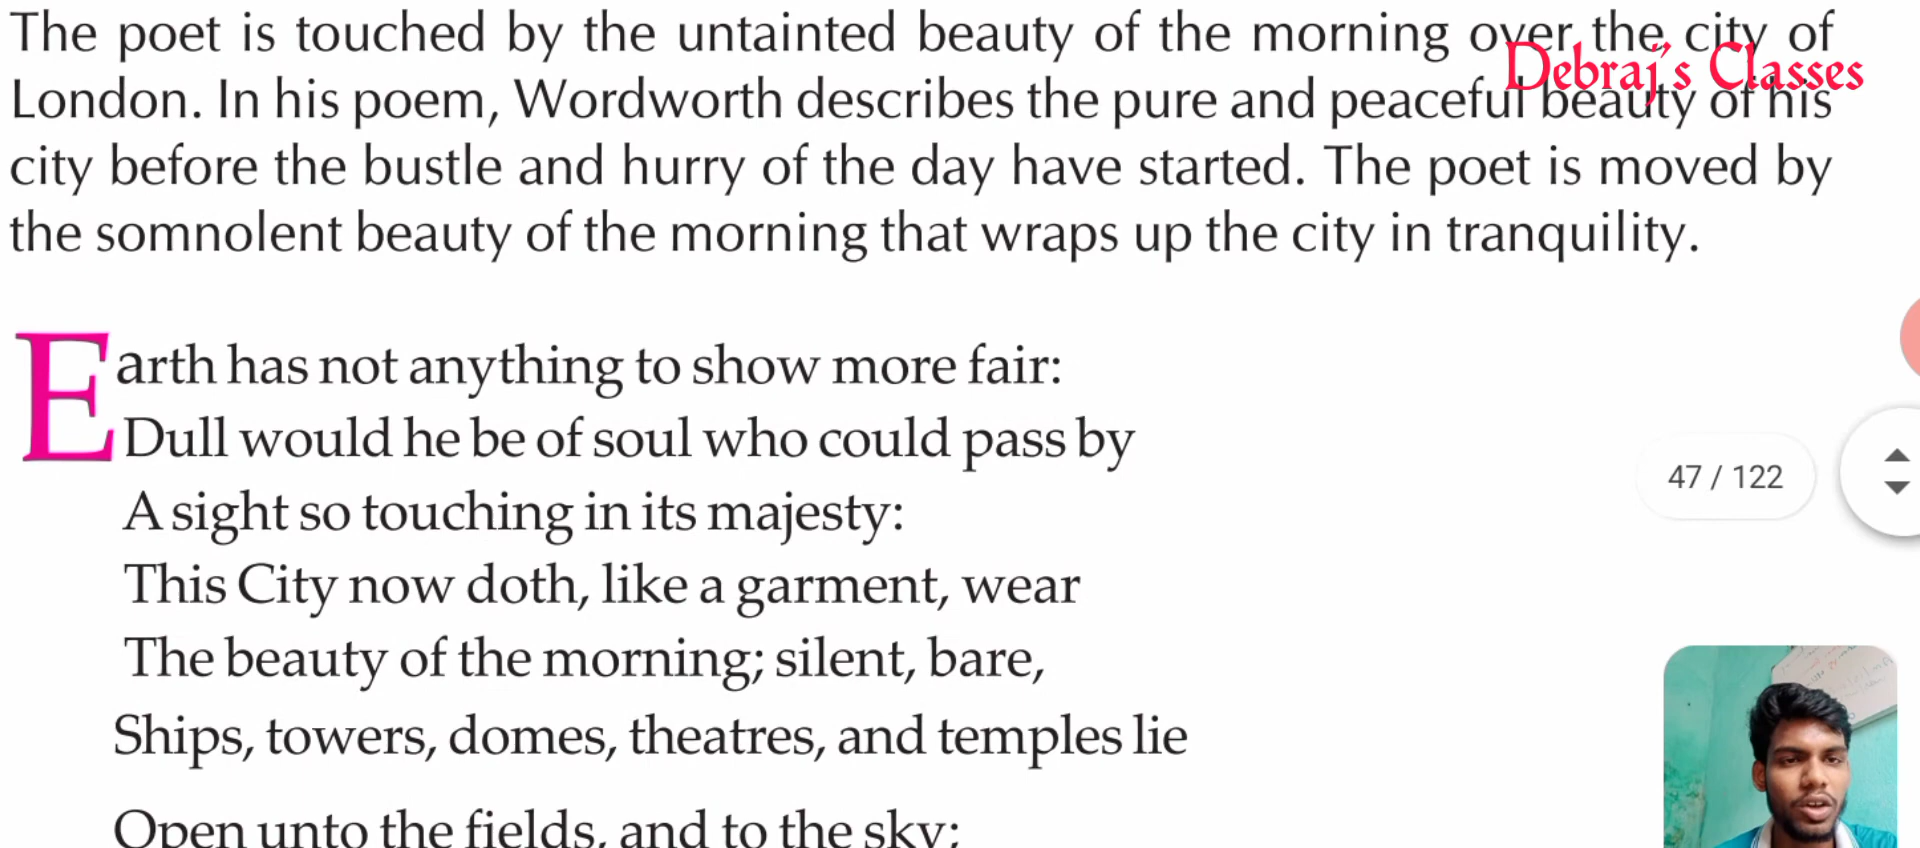 The poet is touched by the untainted beauty of the morning over the city of
Debraj's Classes
London. In his poem, Wordworth describes the pure and peaceful beauty of his
city before the bustle and hurry of the day have started. The poet is moved by
the somnolent beauty of the morning that wraps up the city in tranquility.
Earth has not anything to show more fair:
Dull would he be of soul who could pass by
A sight so touching in its majesty:
47 / 122
This City now doth, like a garment, wear
The beauty of the morning; silent, bare,
Ships, towers, domes, theatres, and temples lie
Open unto the fields, and to the sky;